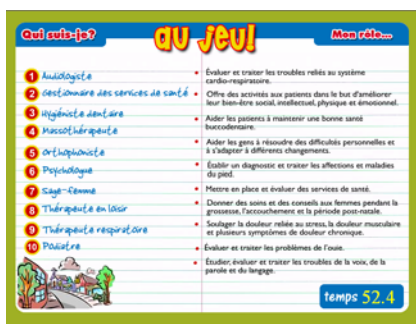 Qui suis-je?
au jeu!
Mon rôle...
1 Audiologiste
2 Gestionnaire des services de santé
3 Hygiéniste dentaire
4 Massothérapeute
5 Orthophoniste
6 Psychologue
7 Sage-femme
8 Thérapeute en loisir
9 Thérapeute respiratoire
10 Podiatre
• Évaluer et traiter les troubles reliés au système
cardio-respiratoire.
• Offre des activités aux patients dans le but d'améliorer
leur bien-être social, intellectuel, physique et émotionnel.
• Aider les patients à maintenir une bonne santé
buccodentaire.
• Aider les gens à résoudre des difficultés personnelles et
à s'adapter à différents changements.
• Établir un diagnostic et traiter les affections et maladies
du pied.
• Mettre en place et évaluer des services de santé.
• Donner des soins et des conseils aux femmes pendant la
grossesse, l'accouchement et la période post-natale.
• Soulager la douleur reliée au stress, la douleur musculaire
et plusieurs symptômes de douleur chronique.
• Évaluer et traiter les problèmes de l'ouie.
• Étudier, évaluer et traiter les troubles de la voix, de la
parole et du langage.
temps 52.4